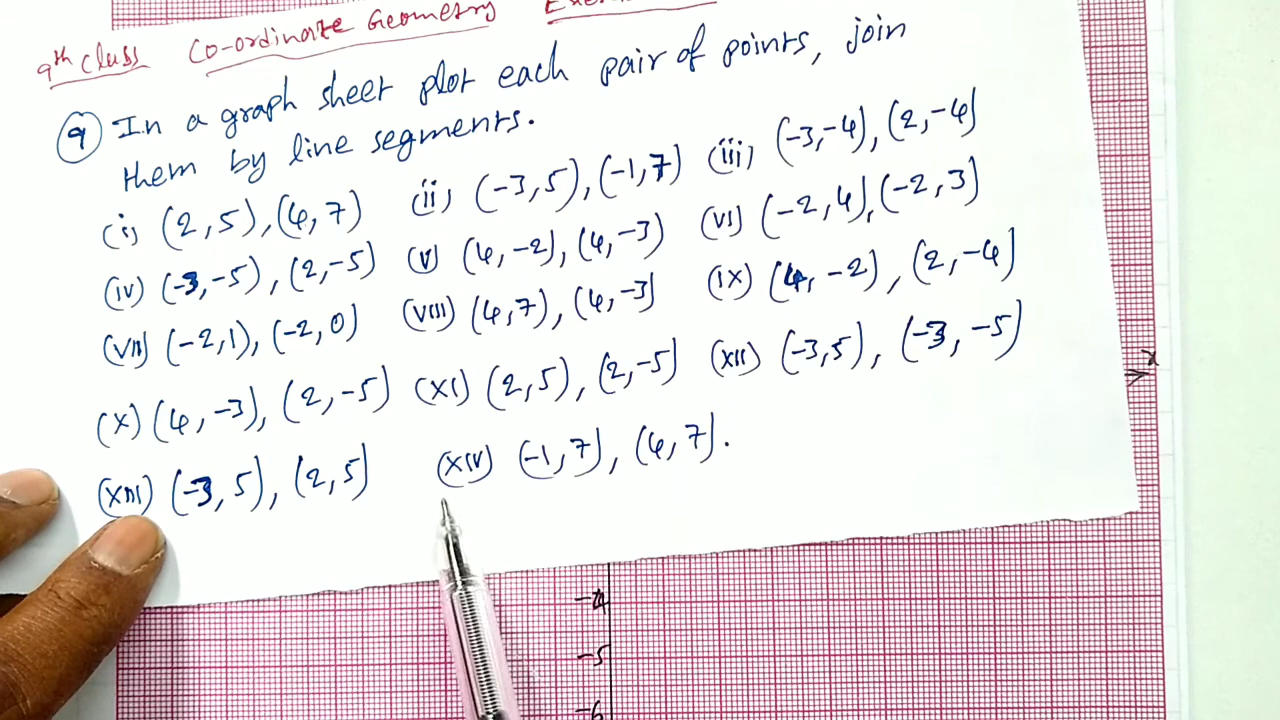 9th class Co-ordinate Geometry
9 In a graph sheet plot each pair of points, join
them by line segments.
(i) (2,5), (4,7) (ii) (-3,5), (-1,7) (iii) (-3,-4), (2,-4)
(iv) (-3,-5), (2,-5) (v) (4,-2), (4,-3) (VI) (-2,4), (-2,3)
(VII) (-2,1), (-2,0) (VIII) (4,7), (4,-3) (IX) (4,-2), (2,-4)
(X) (4,-3), (2,-5) (XI) (2,5), (2,-5) (XII) (-3,5), (-3,-5)
(XIII) (-3,5), (2,5) (XIV) (-1,7), (4,7).
x
-4
-5
-6